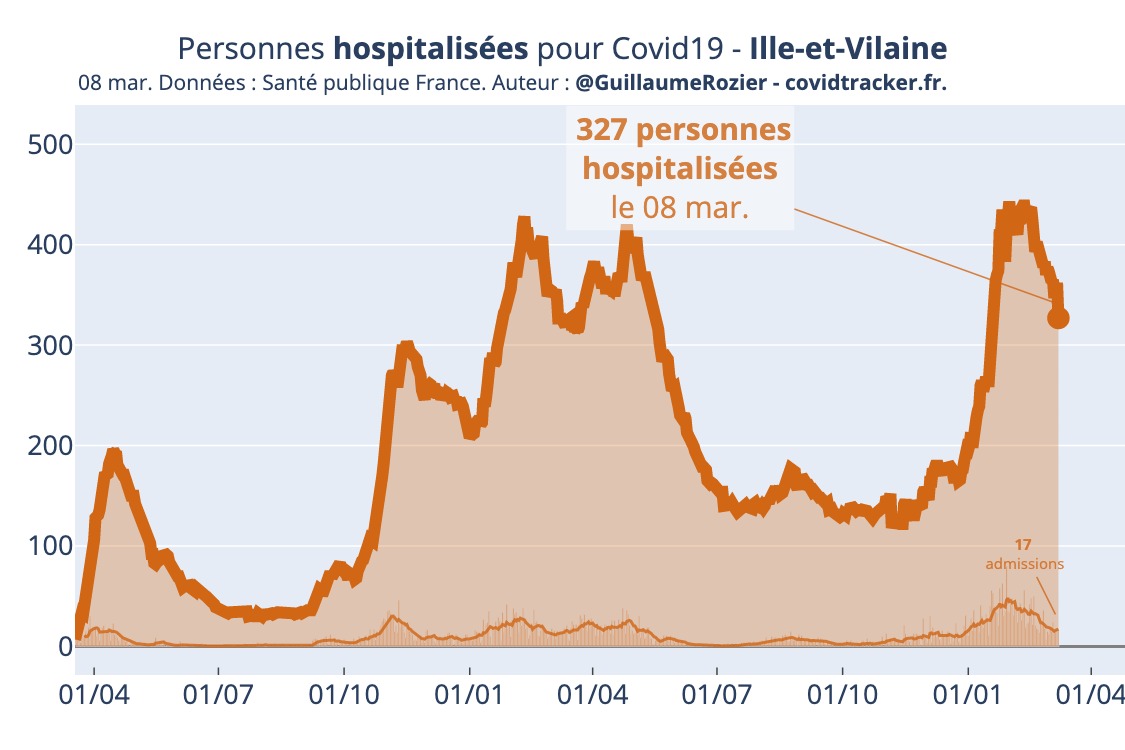 Personnes hospitalisées pour Covid19 - Ille-et-Vilaine
08 mar. Données : Santé publique France. Auteur : @GuillaumeRozier - covidtracker.fr.
327 personnes
hospitalisées
le 08 mar.
500
400
300
200
100
0
17
admissions
01/04 01/07 01/10 01/01 01/04 01/07 01/10 01/01 01/04